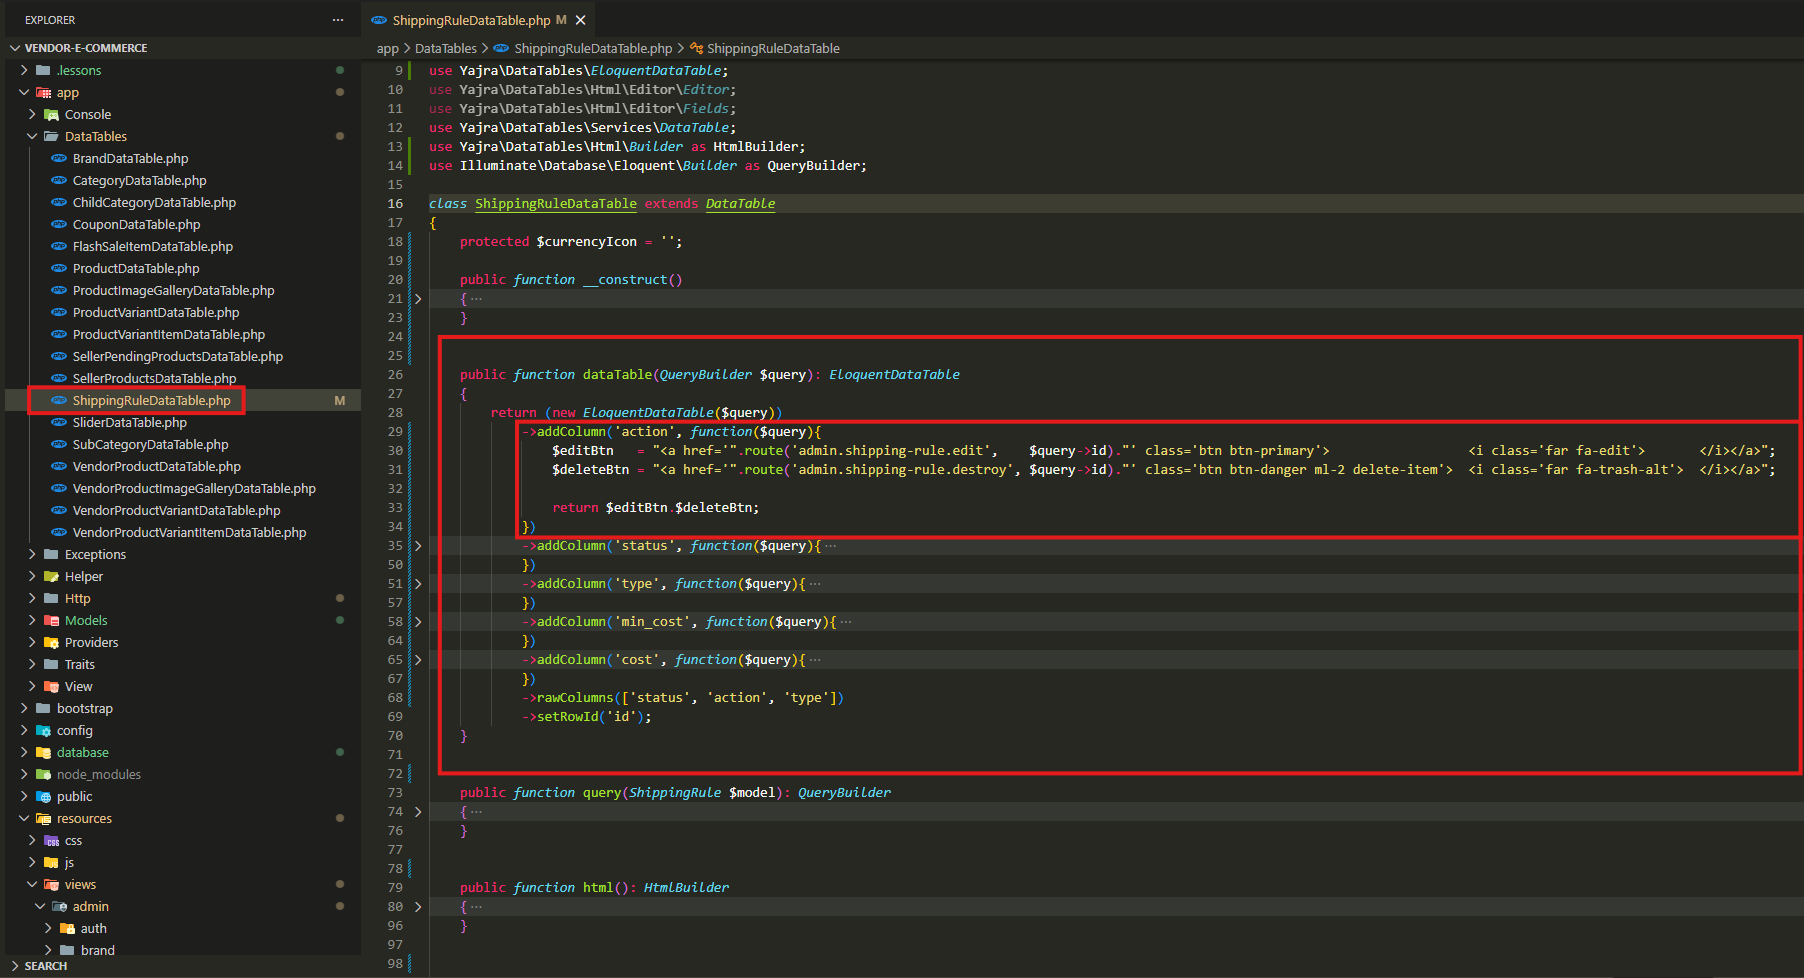 EXPLORER ···
VENDOR-E-COMMERCE
.lessons
app
Console
DataTables
BrandDataTable.php
CategoryDataTable.php
ChildCategoryDataTable.php
CouponDataTable.php
FlashSaleItemDataTable.php
ProductDataTable.php
ProductImageGalleryDataTable.php
ProductVariantDataTable.php
ProductVariantItemDataTable.php
SellerPendingProductsDataTable.php
SellerProductsDataTable.php
ShippingRuleDataTable.php M
SliderDataTable.php
SubCategoryDataTable.php
VendorProductDataTable.php
VendorProductImageGalleryDataTable.php
VendorProductVariantDataTable.php
VendorProductVariantItemDataTable.php
Exceptions
Helper
Http
Models
Providers
Traits
View
bootstrap
config
database
node_modules
public
resources
css
js
views
admin
auth
brand
SEARCH
ShippingRuleDataTable.php M
app > DataTables > ShippingRuleDataTable.php > ShippingRuleDataTable
9 use Yajra\DataTables\EloquentDataTable;
10 use Yajra\DataTables\Html\Editor\Editor;
11 use Yajra\DataTables\Html\Editor\Fields;
12 use Yajra\DataTables\Services\DataTable;
13 use Yajra\DataTables\Html\Builder as HtmlBuilder;
14 use Illuminate\Database\Eloquent\Builder as QueryBuilder;
15
16 class ShippingRuleDataTable extends DataTable
17 {
18 protected $currencyIcon = '';
19
20 public function __construct()
21 { ···
23 }
24
25
26 public function dataTable(QueryBuilder $query): EloquentDataTable
27 {
28 return (new EloquentDataTable($query))
29 ->addColumn('action', function($query){
30 $editBtn = "<a href='".route('admin.shipping-rule.edit', $query->id)."' class='btn btn-primary'> <i class='far fa-edit'> </i></a>";
31 $deleteBtn = "<a href='".route('admin.shipping-rule.destroy', $query->id)."' class='btn btn-danger ml-2 delete-item'> <i class='far fa-trash-alt'> </i></a>";
32
33 return $editBtn.$deleteBtn;
34 })
35 ->addColumn('status', function($query){ ···
50 })
51 ->addColumn('type', function($query){ ···
57 })
58 ->addColumn('min_cost', function($query){ ···
64 })
65 ->addColumn('cost', function($query){ ···
67 })
68 ->rawColumns(['status', 'action', 'type'])
69 ->setRowId('id');
70 }
71
72
73 public function query(ShippingRule $model): QueryBuilder
74 { ···
76 }
77
78
79 public function html(): HtmlBuilder
80 { ···
96 }
97
98